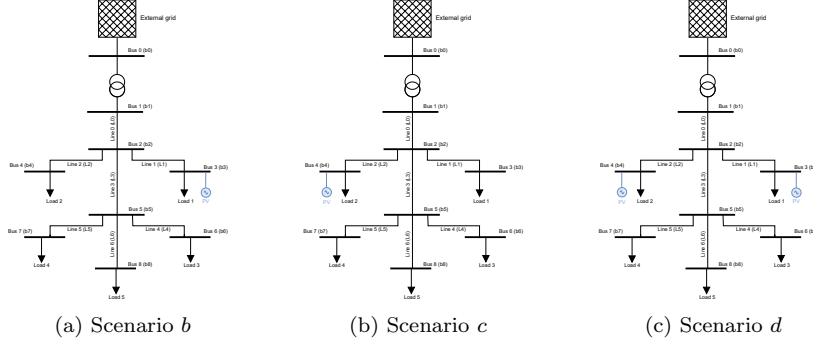 External grid
Bus 0 (b0)
Bus 1 (b1)
Line 0 (L0)
Bus 2 (b2)
Bus 4 (b4)
Line 2 (L2)
Line 1 (L1)
Bus 3 (b3)
Load 2
Line 3 (L3)
Load 1
PV
Bus 5 (b5)
Bus 7 (b7)
Line 5 (L5)
Line 4 (L4)
Bus 6 (b6)
Load 4
Line 6 (L6)
Load 3
Bus 8 (b8)
Load 5
(a) Scenario b
External grid
Bus 0 (b0)
Bus 1 (b1)
Line 0 (L0)
Bus 2 (b2)
Bus 4 (b4)
Line 2 (L2)
Line 1 (L1)
Bus 3 (b3)
PV
Load 2
Line 3 (L3)
Load 1
Bus 5 (b5)
Bus 7 (b7)
Line 5 (L5)
Line 4 (L4)
Bus 6 (b6)
Load 4
Line 6 (L6)
Load 3
Bus 8 (b8)
Load 5
(b) Scenario c
External grid
Bus 0 (b0)
Bus 1 (b1)
Line 0 (L0)
Bus 2 (b2)
Bus 4 (b4)
Line 2 (L2)
Line 1 (L1)
Bus 3 (b
PV
Load 2
Line 3 (L3)
Load 1
PV
Bus 5 (b5)
Bus 7 (b7)
Line 5 (L5)
Line 4 (L4)
Bus 6 (b
Load 4
Line 6 (L6)
Load 3
Bus 8 (b8)
Load 5
(c) Scenario d